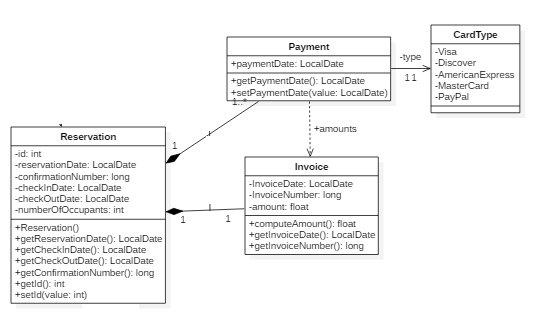 Payment
+paymentDate: LocalDate
+getPaymentDate(): LocalDate
+setPaymentDate(value: LocalDate)
-type
1 1
CardType
-Visa
-Discover
-AmericanExpress
-MasterCard
-PayPal
1..*
1
+amounts
Reservation
-id: int
-reservationDate: LocalDate
-confirmationNumber: long
-checkInDate: LocalDate
-checkOutDate: LocalDate
-numberOfOccupants: int
+Reservation()
+getReservationDate(): LocalDate
+getCheckInDate(): LocalDate
+getCheckOutDate(): LocalDate
+getConfirmationNumber(): long
+getId(): int
+setId(value: int)
1
1
Invoice
-InvoiceDate: LocalDate
-InvoiceNumber: long
-amount: float
+computeAmount(): float
+getInvoiceDate(): LocalDate
+getInvoiceNumber(): long